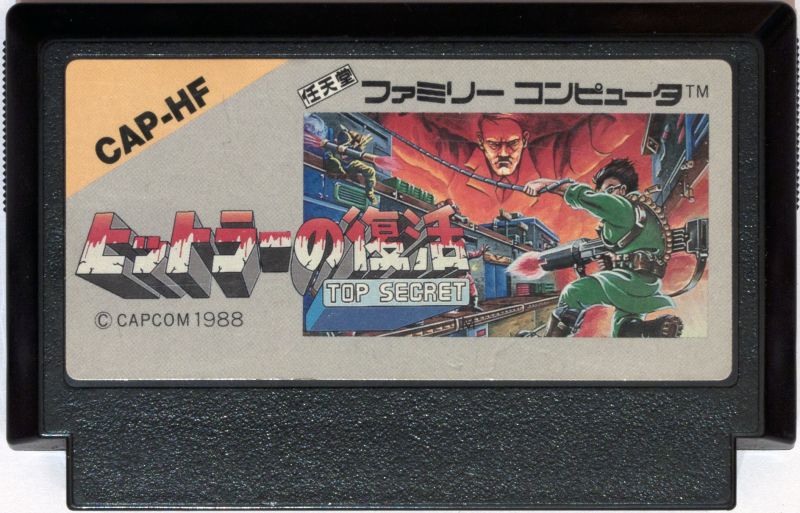 CAP-HF
任天堂 ファミリー コンピュータ™
ヒットラーの復活
TOP SECRET
© CAPCOM 1988